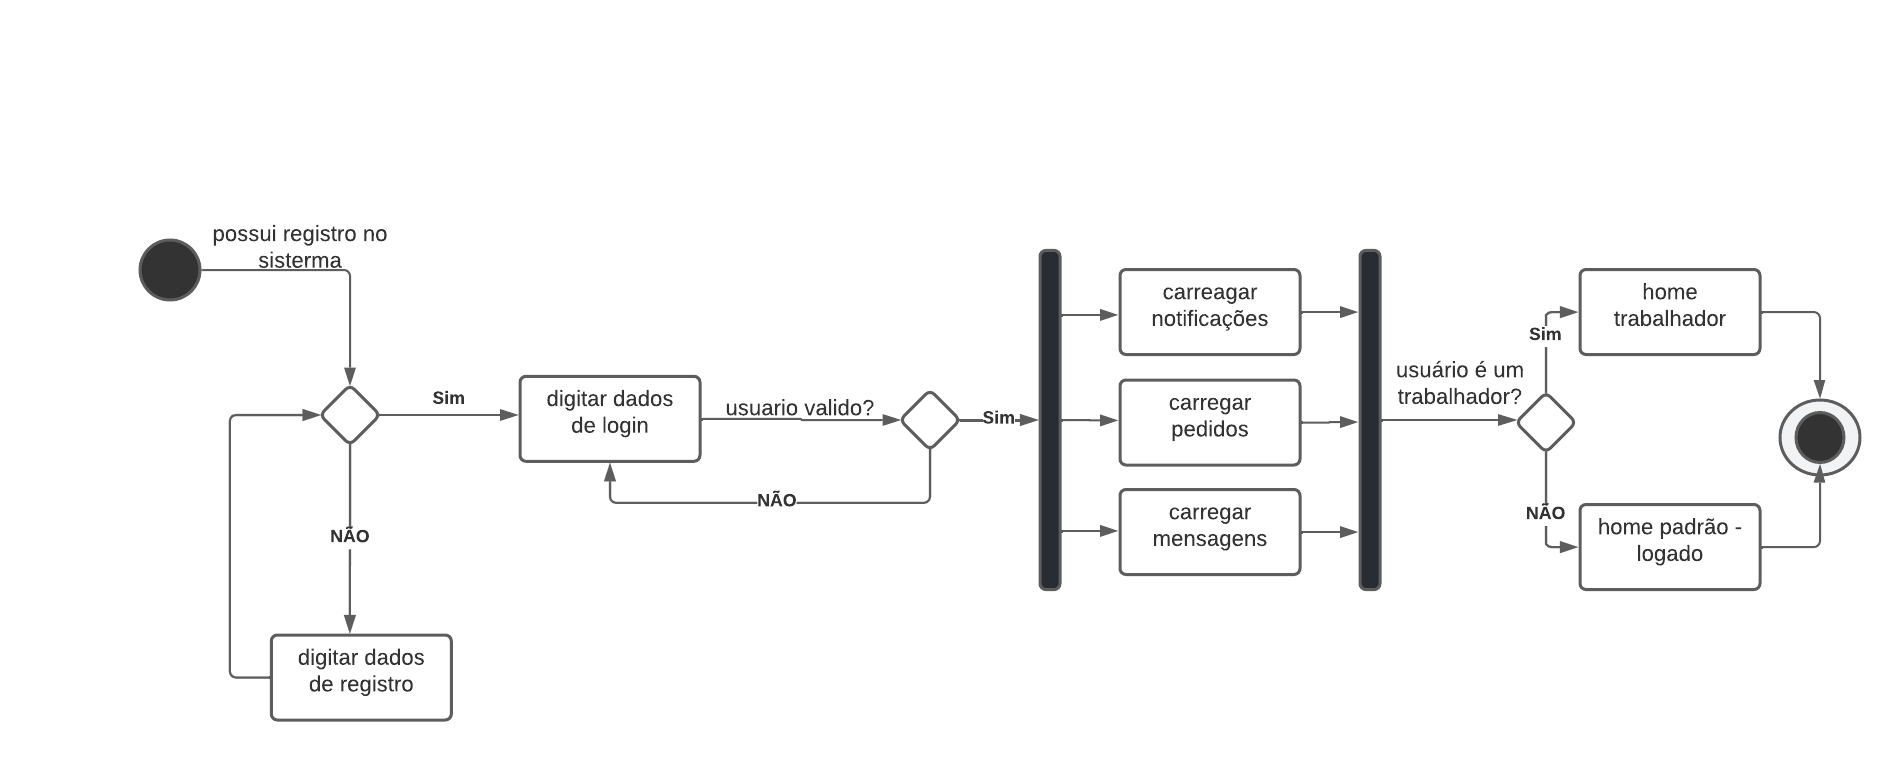 possui registro no
sisterma
Sim
NÃO
digitar dados
de registro
digitar dados
de login
usuario valido?
NÃO
Sim
carreagar
notificações
carregar
pedidos
carregar
mensagens
usuário é um
trabalhador?
Sim
NÃO
home
trabalhador
home padrão -
logado